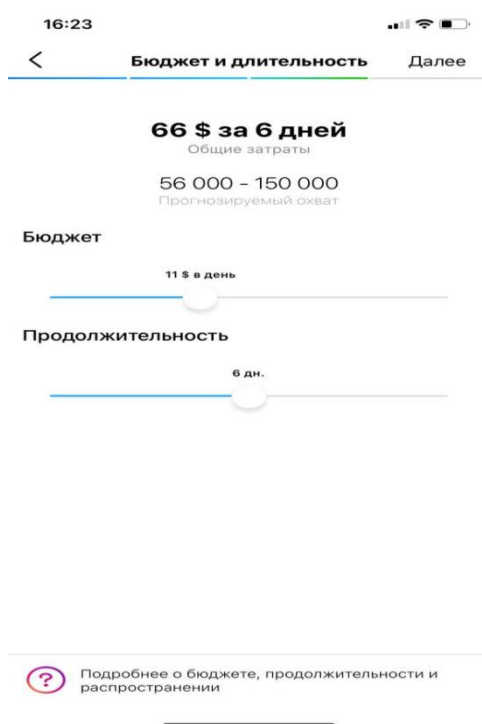 16:23
Бюджет и длительность Далее
66 $ за 6 дней
Общие затраты
56 000 – 150 000
Прогнозируемый охват
Бюджет
11 $ в день
Продолжительность
6 дн.
Подробнее о бюджете, продолжительности и
распространении